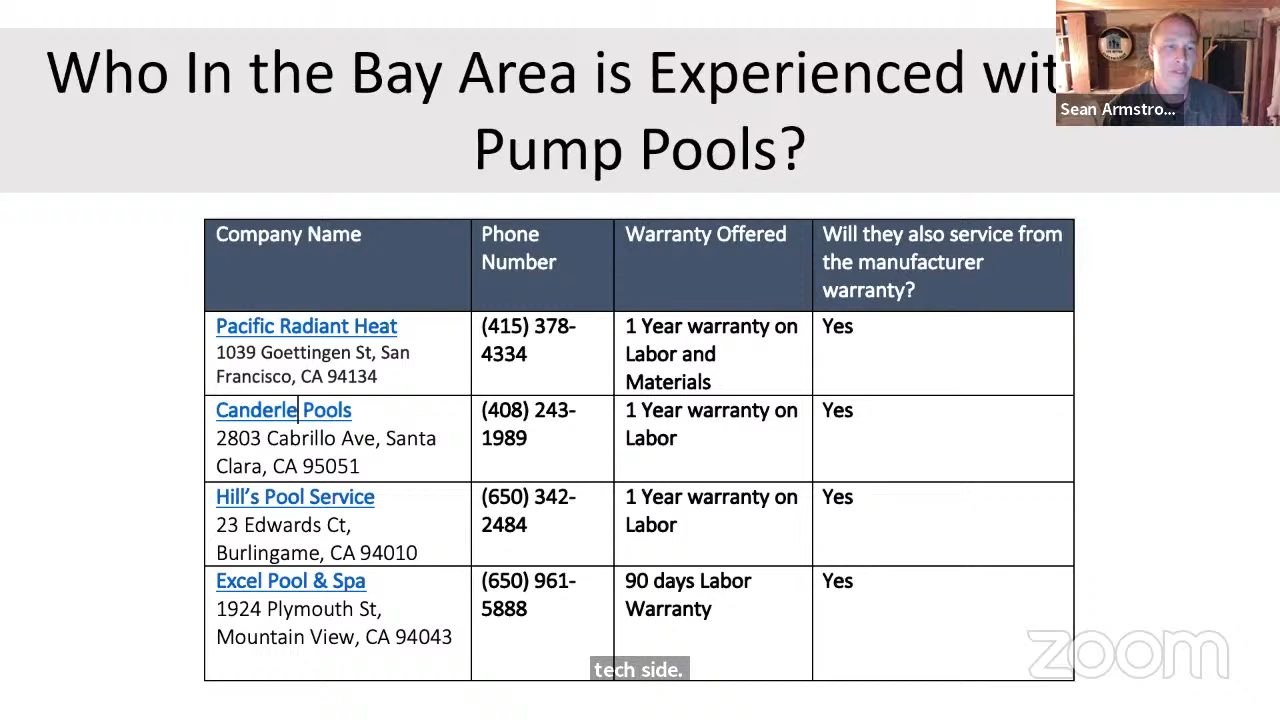 Who In the Bay Area is Experienced wit
Pump Pools?
Sean Armstro...
Company Name
Phone
Number
Warranty Offered
Will they also service from
the manufacturer
warranty?
Pacific Radiant Heat
1039 Goettingen St, San
Francisco, CA 94134
(415) 378-
4334
1 Year warranty on
Labor and
Materials
Yes
Canderle Pools
2803 Cabrillo Ave, Santa
Clara, CA 95051
(408) 243-
1989
1 Year warranty on
Labor
Yes
Hill’s Pool Service
23 Edwards Ct,
Burlingame, CA 94010
(650) 342-
2484
1 Year warranty on
Labor
Yes
Excel Pool & Spa
1924 Plymouth St,
Mountain View, CA 94043
(650) 961-
5888
90 days Labor
Warranty
Yes
tech side.
zoom